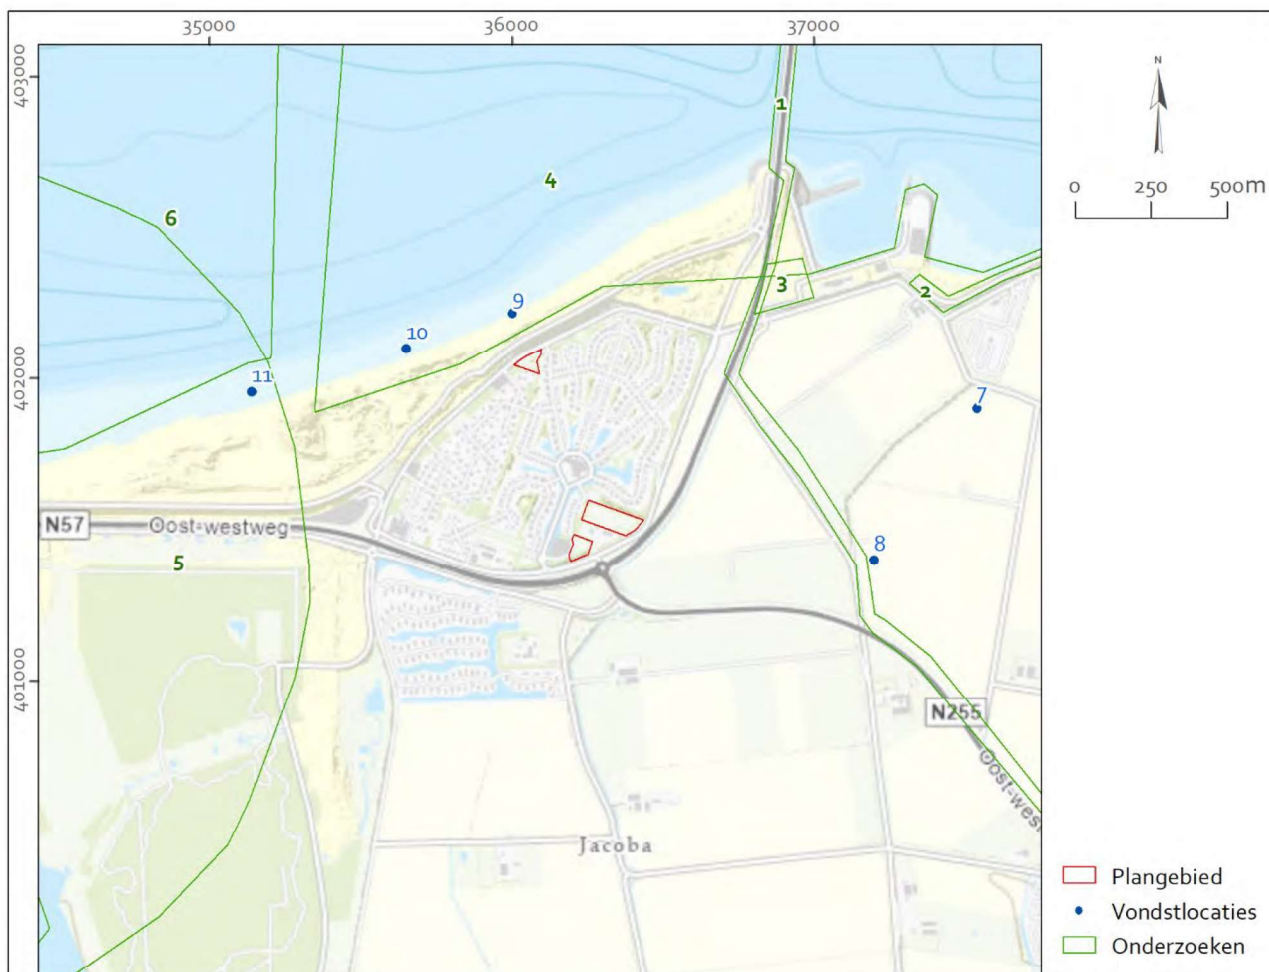 35000
36000
37000
403000
402000
401000
N
0 250 500m
1
4
6
3
2
9
10
11
7
N57
Oost-westweg
8
5
N255
Oost-west
Jacoba
Plangebied
Vondstlocaties
Onderzoeken